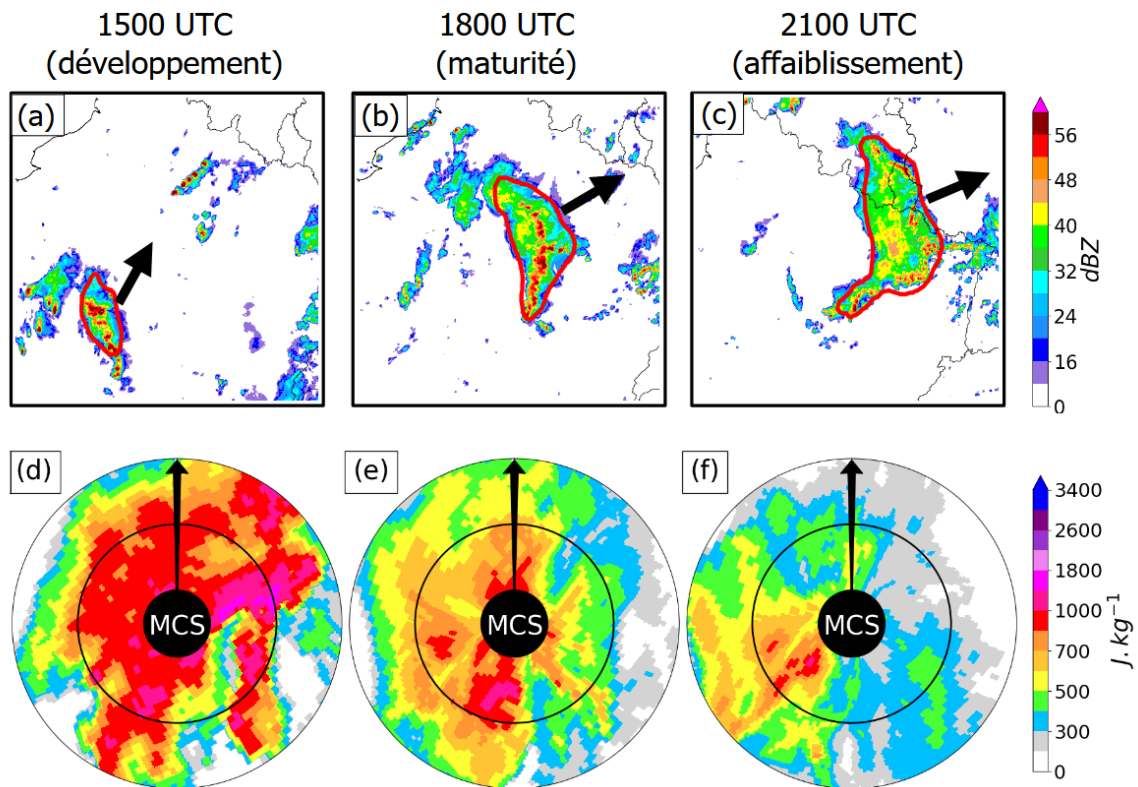 1500 UTC
(développement)
1800 UTC
(maturité)
2100 UTC
(affaiblissement)
(a)
(b)
(c)
56
48
40
32
24
16
0
dBZ
(d)
(e)
(f)
MCS
MCS
MCS
3400
2600
1800
1000
700
500
300
0
J.kg⁻¹